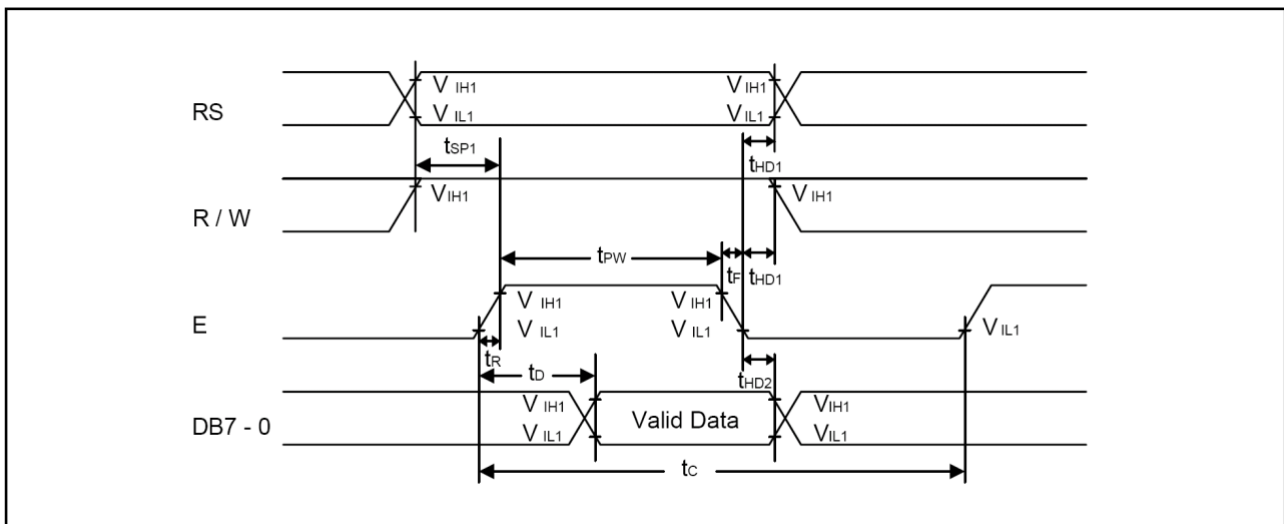 RS
V IH1
V IL1
V IH1
V IL1
tSP1
tHD1
R / W
VIH1
VIH1
tPW
tF
tHD1
E
V IH1
V IL1
V IH1
V IL1
V IL1
tR
tD
tHD2
DB7 - 0
V IH1
V IL1
Valid Data
VIH1
VIL1
tC